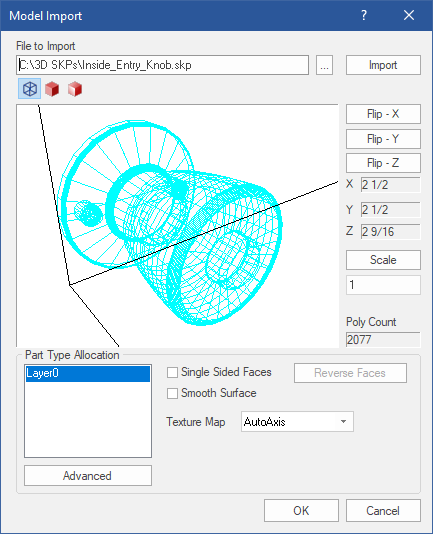 Model Import
?
File to Import
C:\3D SKPs\Inside_Entry_Knob.skp
...
Import
Flip - X
Flip - Y
Flip - Z
X 2 1/2
Y 2 1/2
Z 2 9/16
Scale
1
Poly Count
2077
Part Type Allocation
Layer0
Single Sided Faces
Reverse Faces
Smooth Surface
Texture Map AutoAxis
Advanced
OK
Cancel